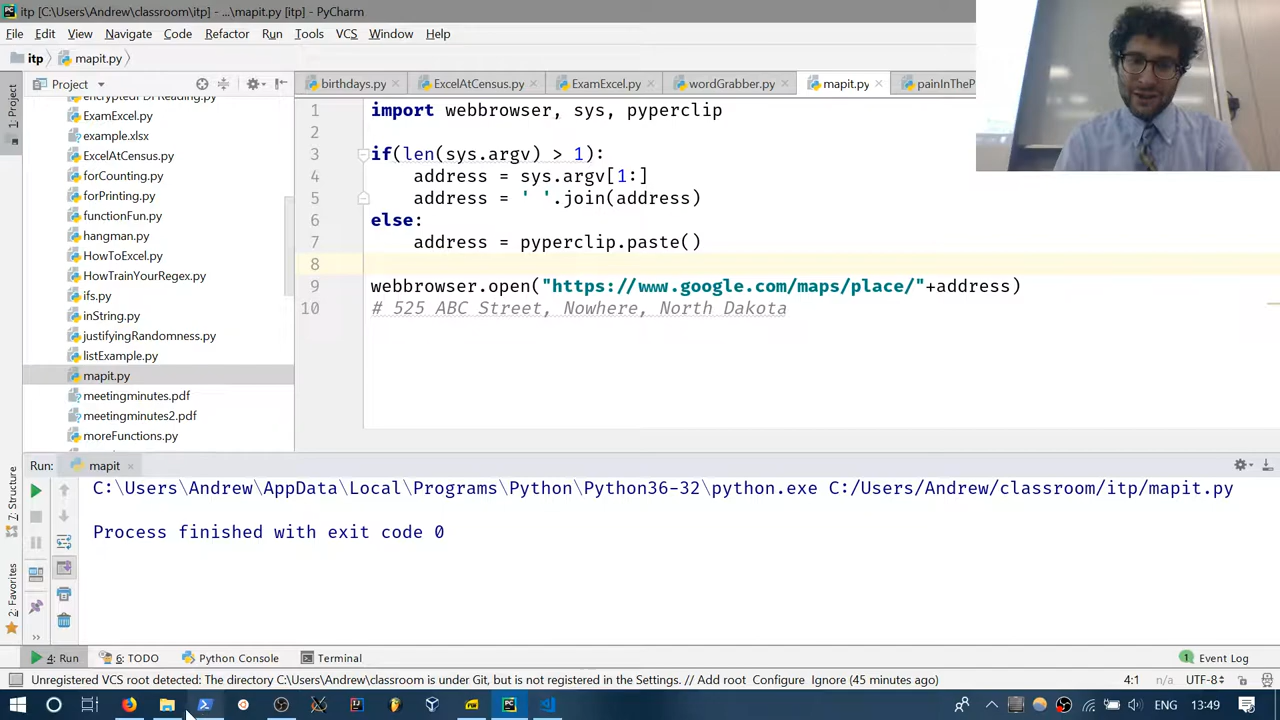 itp [C:\Users\Andrew\classroom\itp] - ...\mapit.py [itp] - PyCharm
File Edit View Navigate Code Refactor Run Tools VCS Window Help
itp mapit.py
Project
birthdays.py ExcelAtCensus.py ExamExcel.py wordGrabber.py mapit.py painInTheP
1: Project
ExamExcel.py
example.xlsx
ExcelAtCensus.py
forCounting.py
forPrinting.py
functionFun.py
hangman.py
HowToExcel.py
HowTrainYourRegex.py
ifs.py
inString.py
justifyingRandomness.py
listExample.py
mapit.py
meetingminutes.pdf
meetingminutes2.pdf
moreFunctions.py
1 import webbrowser, sys, pyperclip
2
3 if(len(sys.argv) > 1):
4 address = sys.argv[1:]
5 address = ' '.join(address)
6 else:
7 address = pyperclip.paste()
8
9 webbrowser.open("https://www.google.com/maps/place/"+address)
10 # 525 ABC Street, Nowhere, North Dakota
Run: mapit
C:\Users\Andrew\AppData\Local\Programs\Python\Python36-32\python.exe C:/Users/Andrew/classroom/itp/mapit.py
Process finished with exit code 0
7: Structure
2: Favorites
4: Run 6: TODO Python Console Terminal 1 Event Log
Unregistered VCS root detected: The directory C:\Users\Andrew\classroom is under Git, but is not registered in the Settings. // Add root Configure Ignore (45 minutes ago) 4:1 n/a UTF-8
ENG 13:49